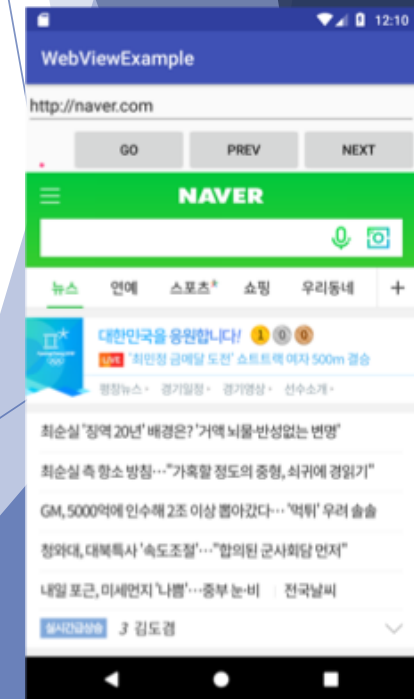 12:10
WebViewExample
http://naver.com
GO PREV NEXT
NAVER
뉴스 연예 스포츠 쇼핑 우리동네 +
대한민국을 응원합니다! 1 0 0
LIVE '최민정 금메달 도전' 쇼트트랙 여자 500m 결승
평창뉴스 경기일정 경기영상 선수소개
최순실 '징역 20년' 배경은? '거액 뇌물·반성없는 변명'
최순실 측 항소 방침…"가혹할 정도의 중형, 쇠귀에 경읽기"
GM, 5000억에 인수해 2조 이상 뽑아갔다… '먹튀' 우려 솔솔
청와대, 대북특사 '속도조절'…"합의된 군사회담 먼저"
내일 포근, 미세먼지 '나쁨'…중부 눈·비 전국날씨
실시간급상승 3 김도겸